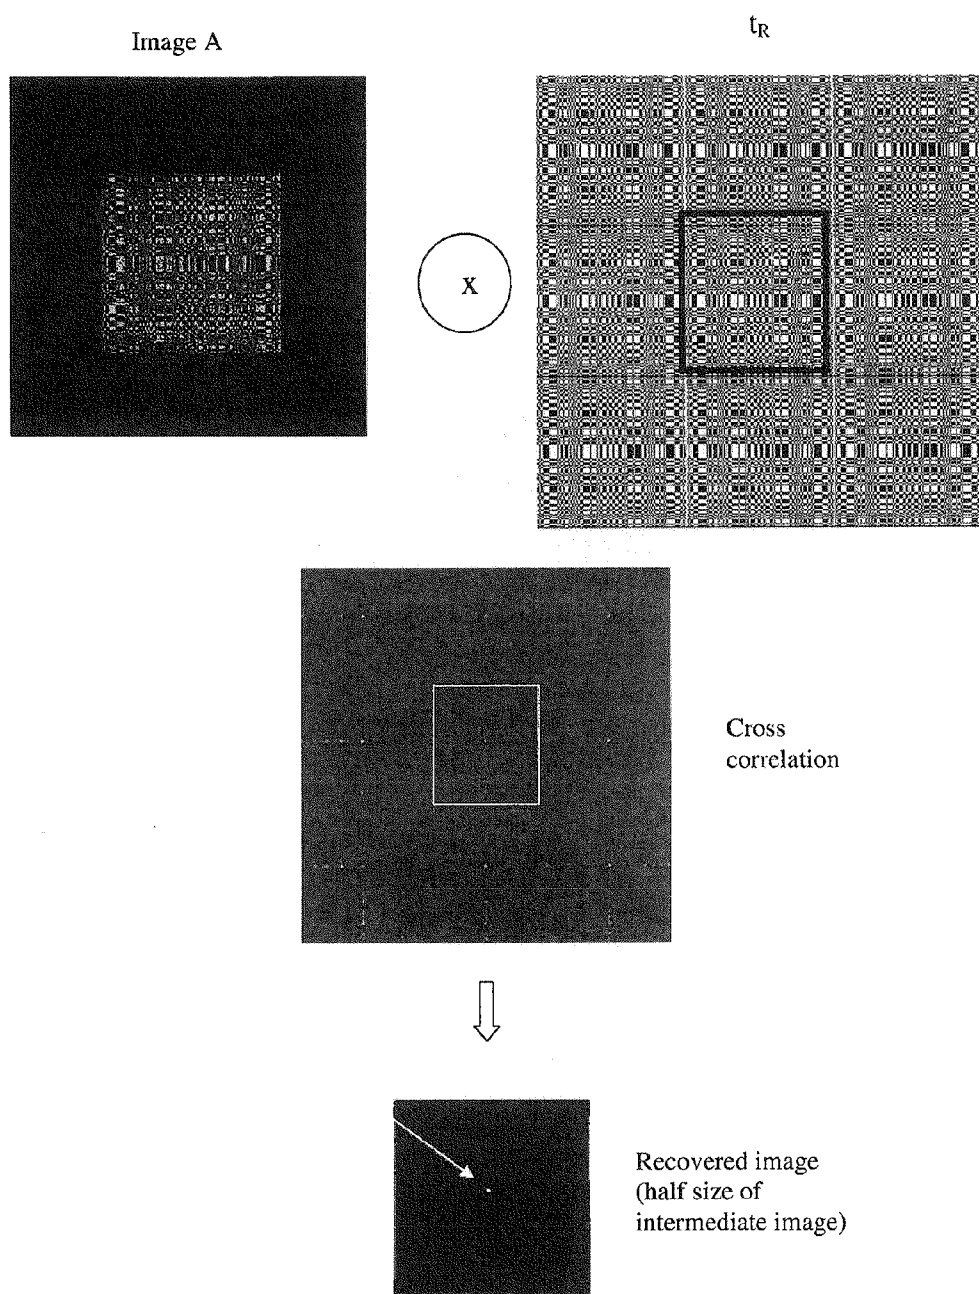 Image A
t_R
x
Cross
correlation
Recovered image
(half size of
intermediate image)